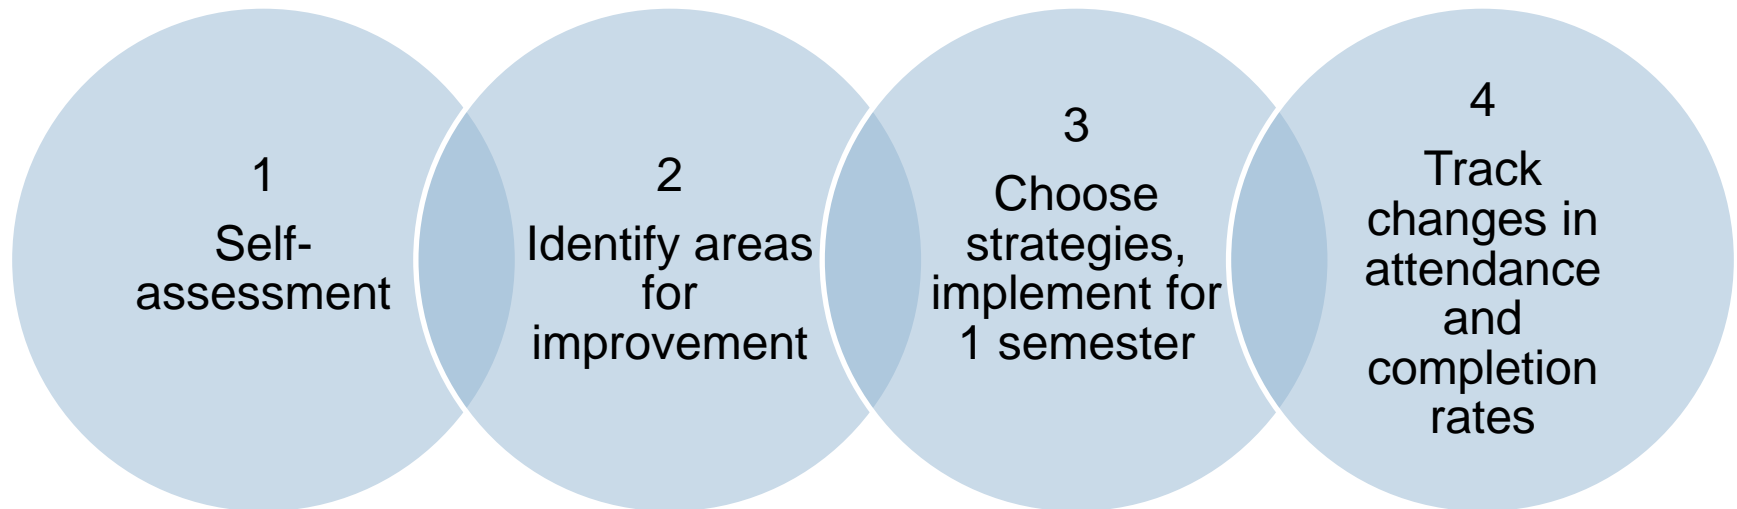 1
Self-
assessment
2
Identify areas
for
improvement
3
Choose
strategies,
implement for
1 semester
4
Track
changes in
attendance
and
completion
rates